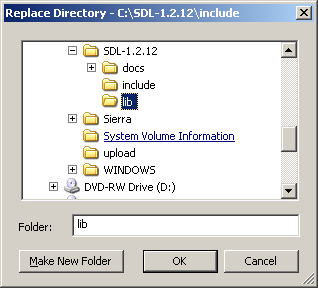 Replace Directory - C:\SDL-1.2.12\include
SDL-1.2.12
docs
include
lib
Sierra
System Volume Information
upload
WINDOWS
DVD-RW Drive (D:)
Folder: lib
Make New Folder OK Cancel